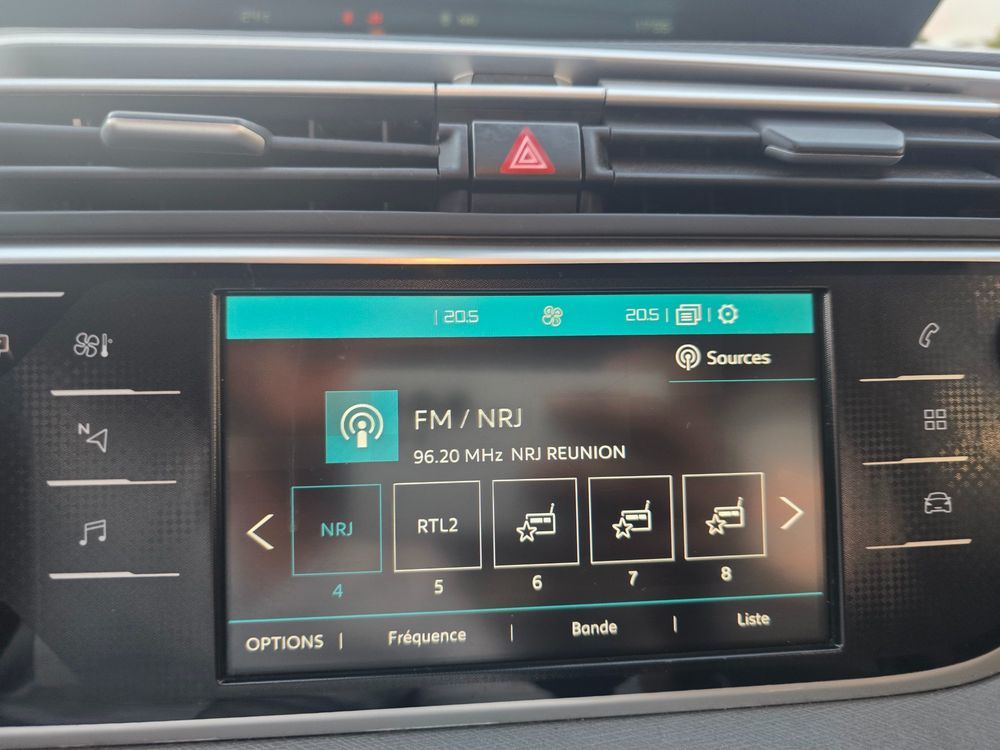 | 20.5 20.5 | |
Sources
FM / NRJ
96.20 MHz NRJ REUNION
NRJ RTL2
4 5 6 7 8
OPTIONS | Fréquence | Bande | Liste
N